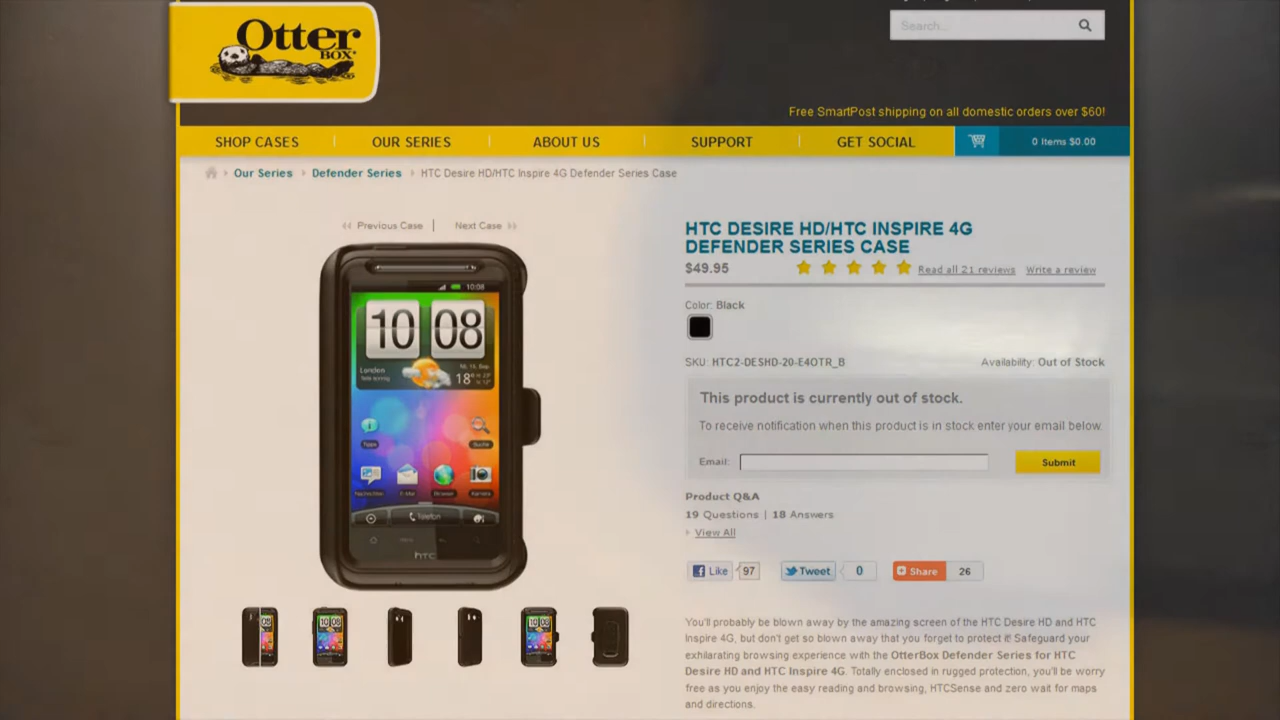 Otter
BOX
Search...
Free SmartPost shipping on all domestic orders over $60!
SHOP CASES
OUR SERIES
ABOUT US
SUPPORT
GET SOCIAL
0 Items $0.00
Our Series
Defender Series
HTC Desire HD/HTC Inspire 4G Defender Series Case
Previous Case
Next Case
10:08
10 08
London
18°
Telefon
hTC
HTC DESIRE HD/HTC INSPIRE 4G
DEFENDER SERIES CASE
$49.95
Read all 21 reviews
Write a review
Color: Black
SKU: HTC2-DESHD-20-E4OTR_B
Availability: Out of Stock
This product is currently out of stock.
To receive notification when this product is in stock enter your email below.
Email:
Submit
Product Q&A
19 Questions | 18 Answers
View All
Like
97
Tweet
0
Share
26
You'll probably be blown away by the amazing screen of the HTC Desire HD and HTC
Inspire 4G, but don't get so blown away that you forget to protect it! Safeguard your
exhilarating browsing experience with the OtterBox Defender Series for HTC
Desire HD and HTC Inspire 4G. Totally enclosed in rugged protection, you'll be worry
free as you enjoy the easy reading and browsing, HTCSense and zero wait for maps
and directions.